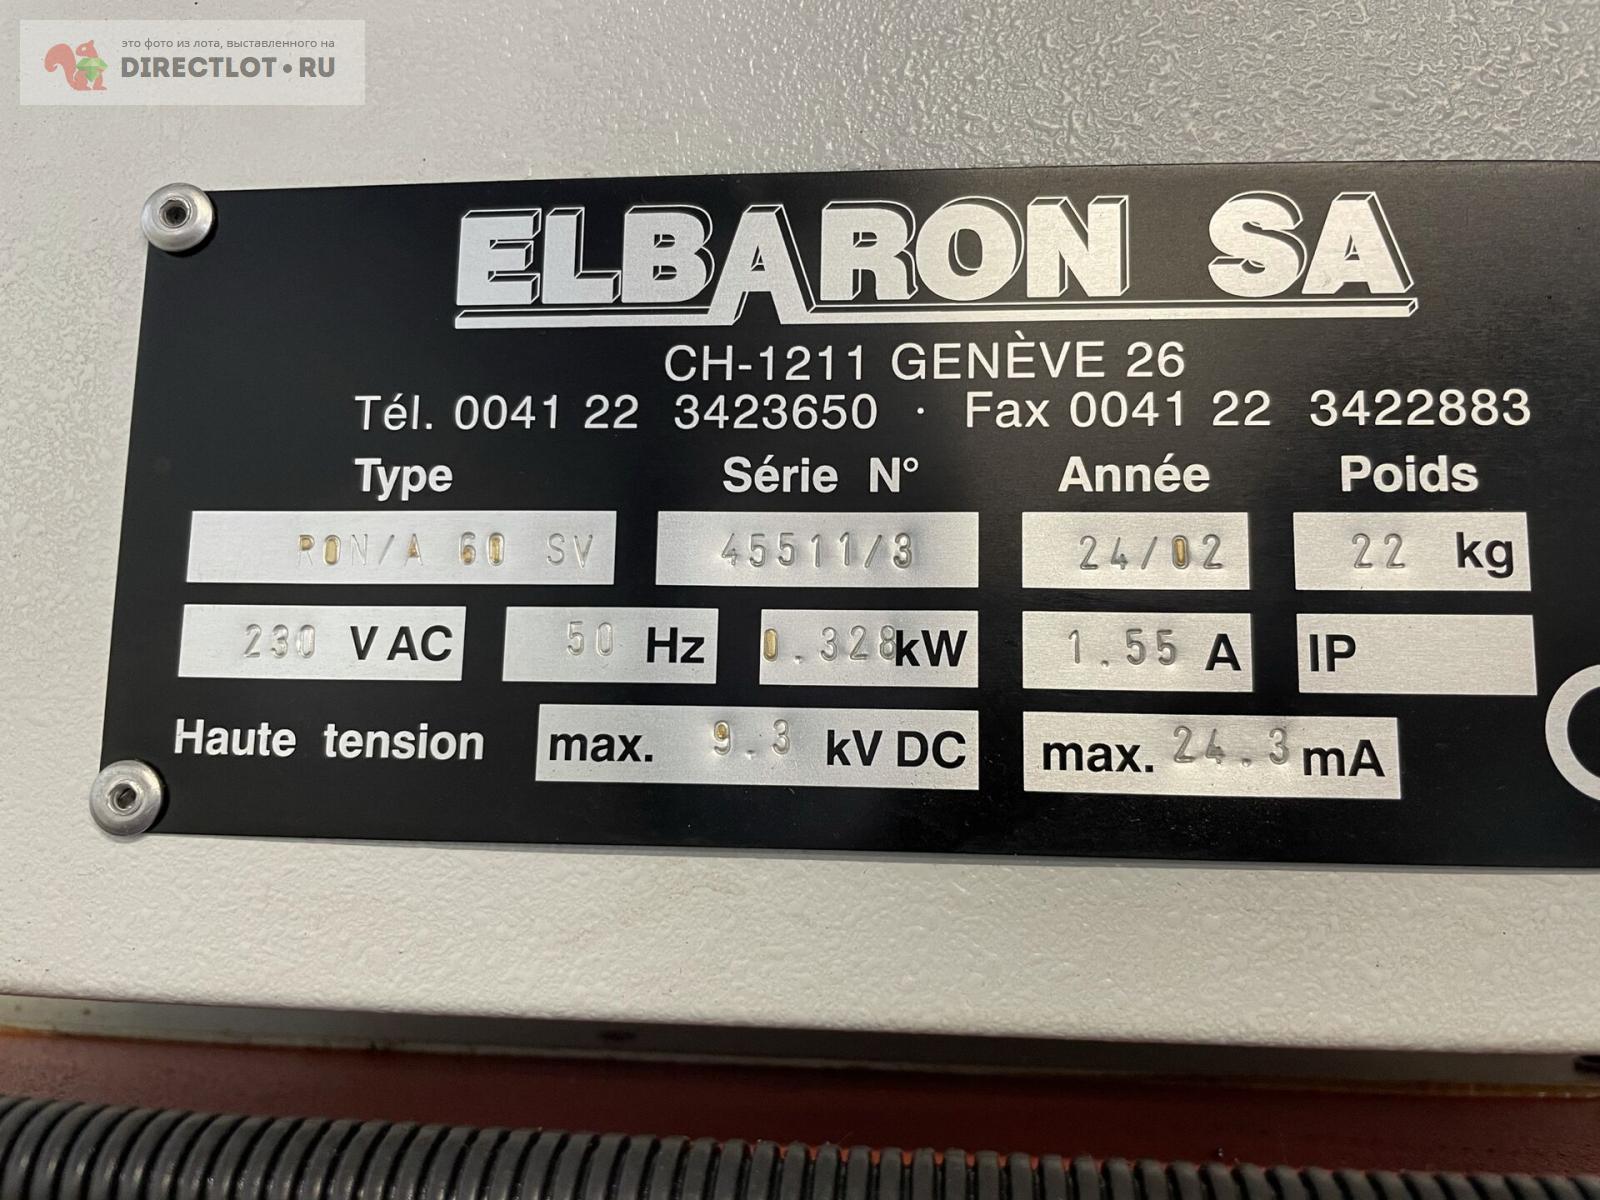 это фото из лота, выставленного на
DIRECTLOT•RU
ELBARON SA
CH-1211 GENÈVE 26
Tél. 0041 22 3423650 · Fax 0041 22 3422883
Type Série N° Année Poids
RON/A 60 SV 45511/3 24/02 22 kg
230 V AC 50 Hz 0.328 kW 1.55 A IP
Haute tension max. 9.3 kV DC max. 24.3 mA